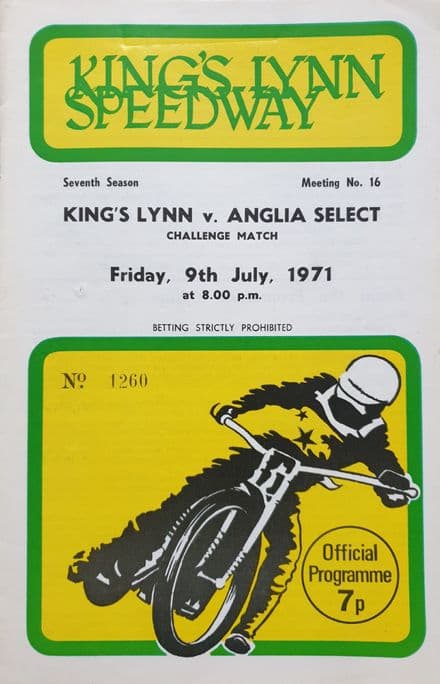 KING'S LYNN
SPEEDWAY
Seventh Season Meeting No. 16
KING'S LYNN v. ANGLIA SELECT
CHALLENGE MATCH
Friday, 9th July, 1971
at 8.00 p.m.
BETTING STRICTLY PROHIBITED
Nº 1260
Official
Programme
7p